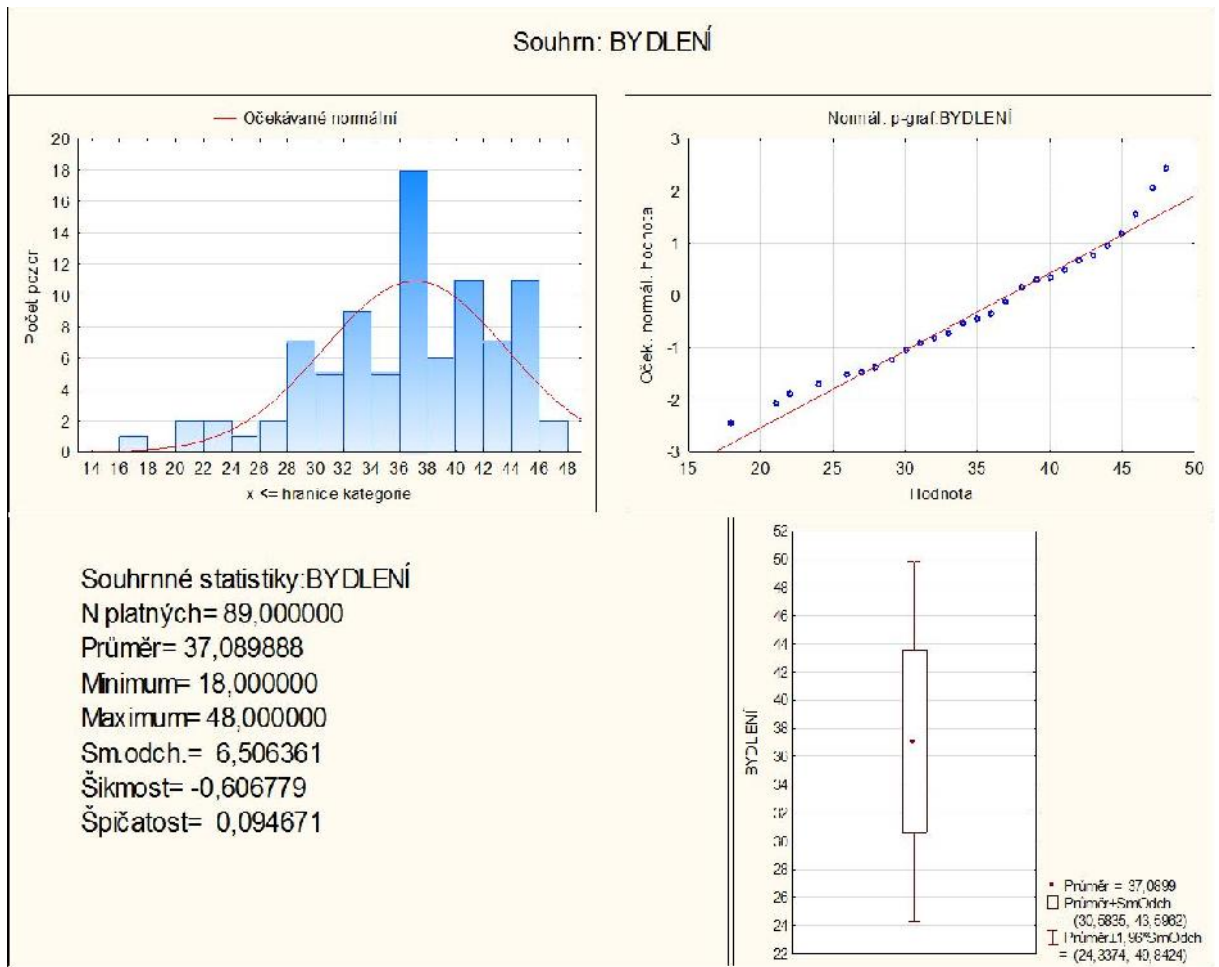 Souhrn: BYDLENÍ
Očekávané normální
Počet pozor
20
18
16
14
12
10
8
6
4
2
0
14 16 18 20 22 24 26 28 30 32 34 36 38 40 42 44 46 48
x <= hranice kategorie
Normál. p-graf:BYDLENÍ
Oček. normál. hodnota
3
2
1
0
-1
-2
-3
15 20 25 30 35 40 45 50
Hodnota
Souhrnné statistiky:BYDLENÍ
N platných= 89,000000
Průměr= 37,089888
Minimum= 18,000000
Maximum= 48,000000
Sm.odch.= 6,506361
Šikmost= -0,606779
Špičatost= 0,094671
BYDLENÍ
52
50
48
46
44
42
40
38
36
34
32
30
28
26
24
22
Průměr = 37,0899
Průměr±SmOdch
(30,5835, 43,5962)
Průměr±1,96*SmOdch
= (24,3374, 49,8424)